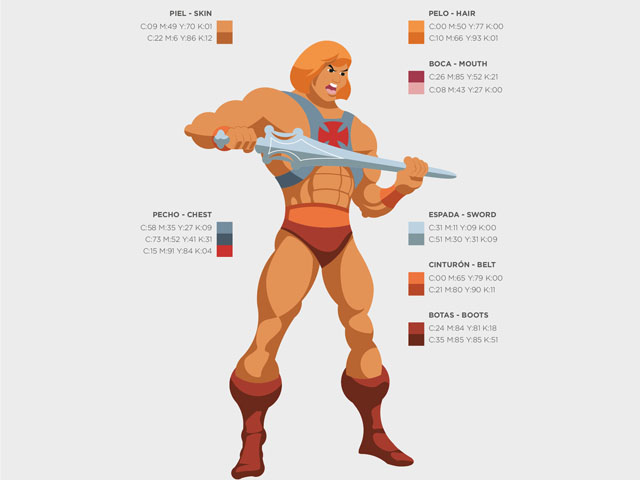 PIEL - SKIN
C:09 M:49 Y:70 K:01
C:22 M:6 Y:86 K:12
PELO - HAIR
C:00 M:50 Y:77 K:00
C:10 M:66 Y:93 K:01
BOCA - MOUTH
C:26 M:85 Y:52 K:21
C:08 M:43 Y:27 K:00
PECHO - CHEST
C:58 M:35 Y:27 K:09
C:73 M:52 Y:41 K:31
C:15 M:91 Y:84 K:04
ESPADA - SWORD
C:31 M:11 Y:09 K:00
C:51 M:30 Y:31 K:09
CINTURÓN - BELT
C:00 M:65 Y:79 K:00
C:21 M:80 Y:90 K:11
BOTAS - BOOTS
C:24 M:84 Y:81 K:18
C:35 M:85 Y:85 K:51